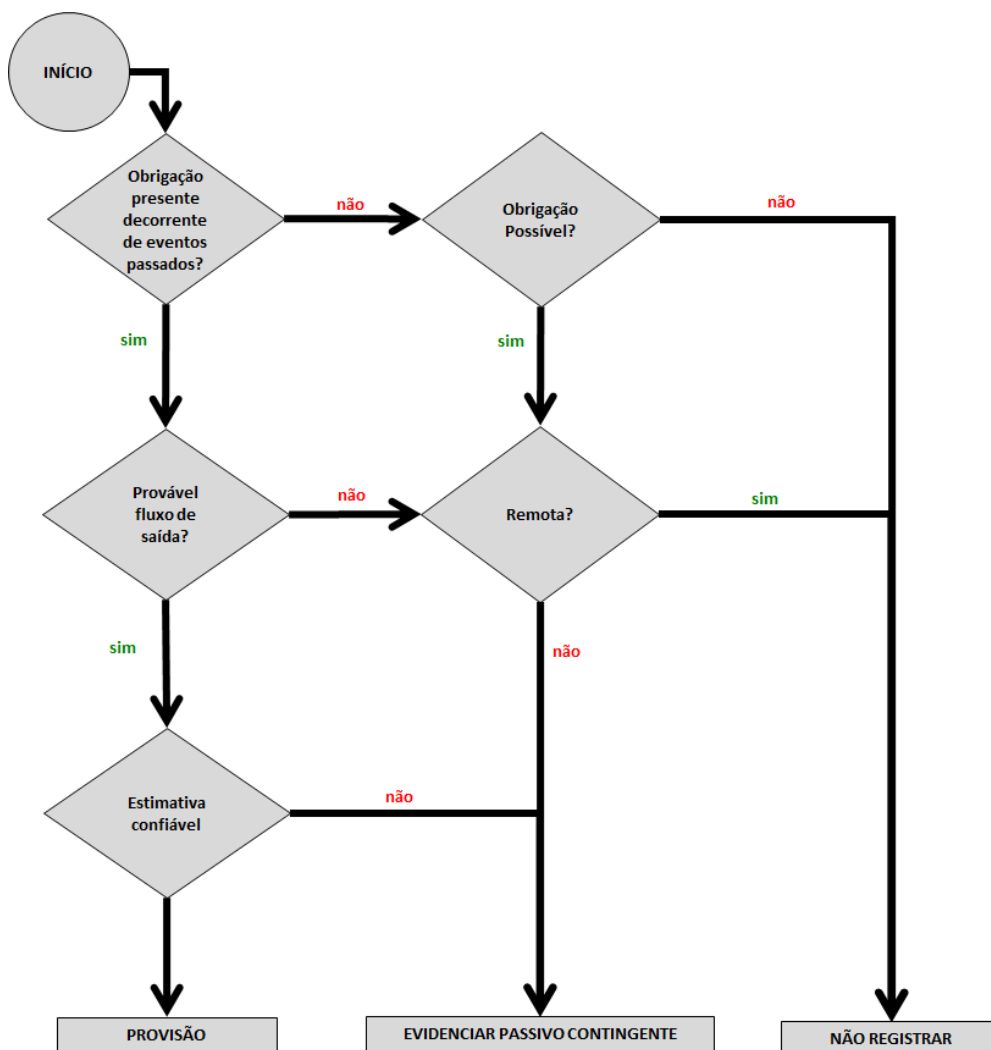 INÍCIO
Obrigação
presente
decorrente
de eventos
passados?
não
Obrigação
Possível?
não
sim
sim
Provável
fluxo de
saída?
não
Remota?
sim
sim
não
Estimativa
confiável
não
PROVISÃO
EVIDENCIAR PASSIVO CONTINGENTE
NÃO REGISTRAR